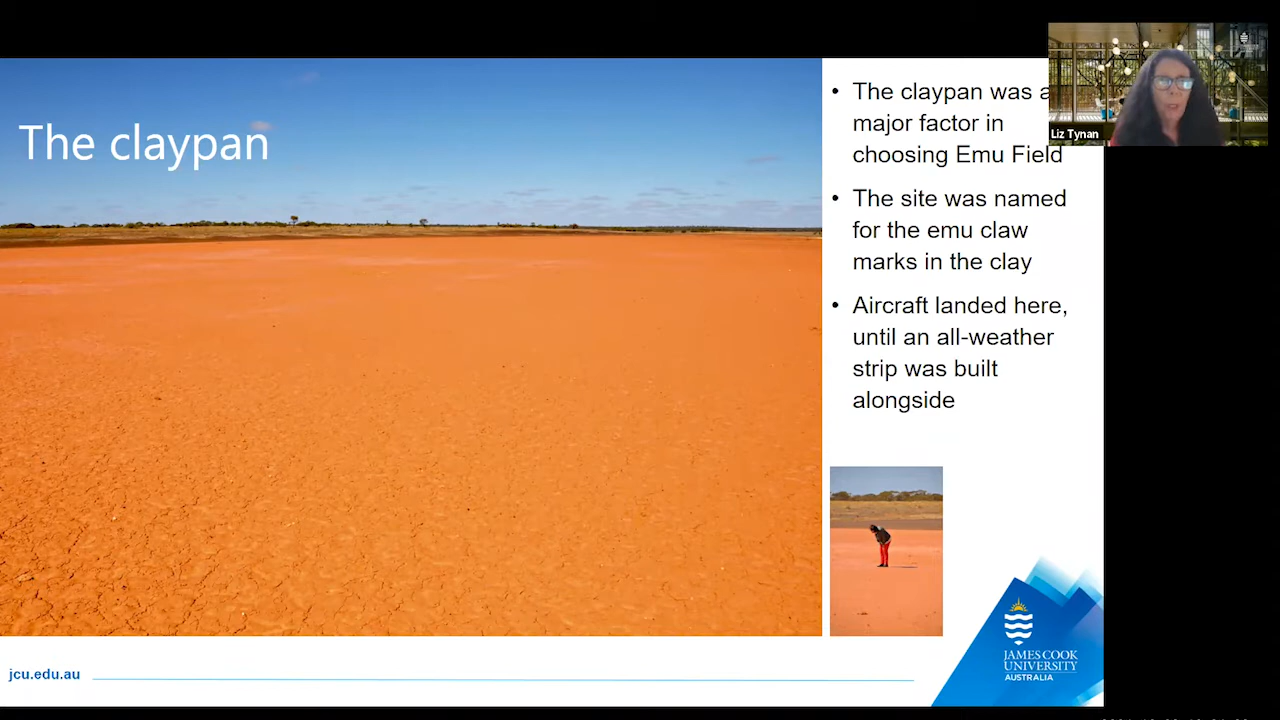 The claypan
• The claypan was a
major factor in
choosing Emu Field
• The site was named
for the emu claw
marks in the clay
• Aircraft landed here,
until an all-weather
strip was built
alongside
Liz Tynan
jcu.edu.au
JAMES COOK
UNIVERSITY
AUSTRALIA